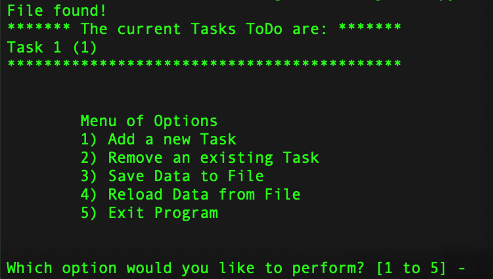 File found!
******* The current Tasks ToDo are: *******
Task 1 (1)
*******************************************
Menu of Options
1) Add a new Task
2) Remove an existing Task
3) Save Data to File
4) Reload Data from File
5) Exit Program
Which option would you like to perform? [1 to 5] -